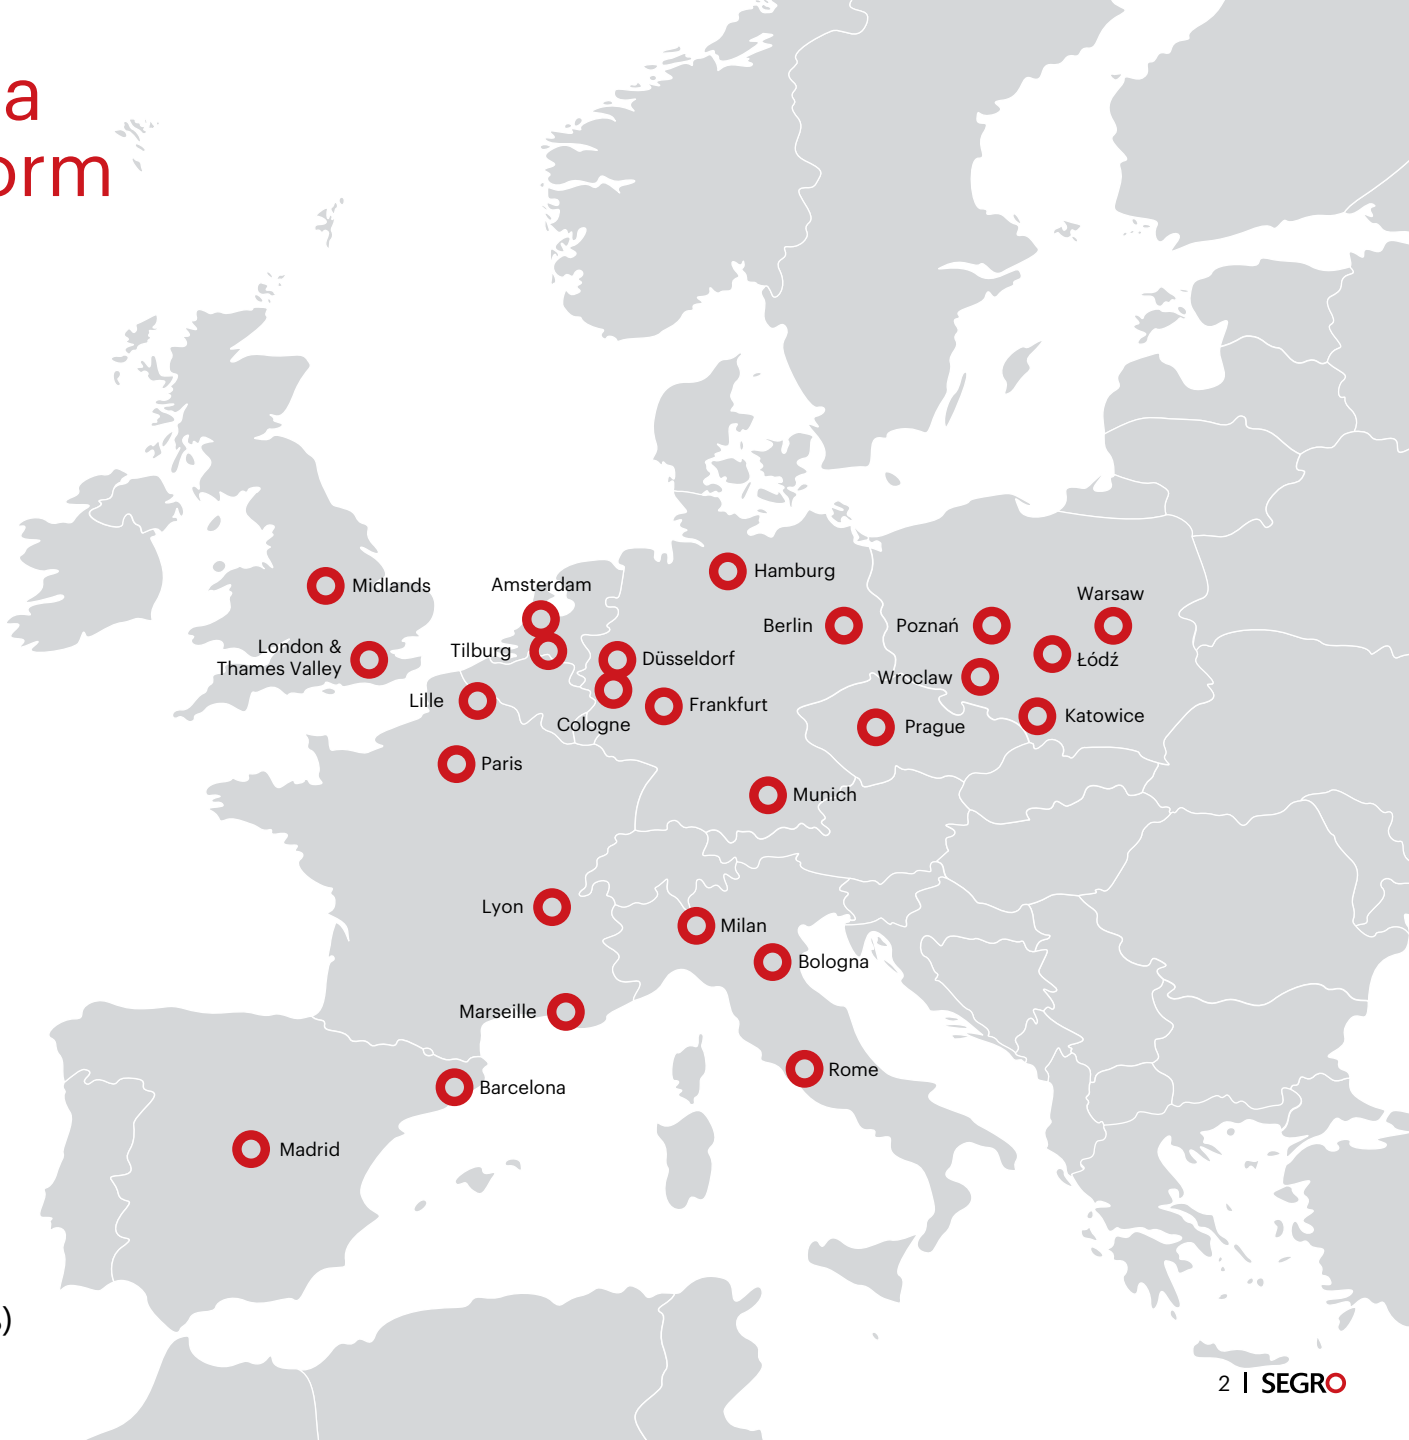 a
orm
Midlands
Amsterdam
Hamburg
Warsaw
Berlin
Poznań
London &
Thames Valley
Tilburg
Düsseldorf
Łódź
Wroclaw
Lille
Cologne
Frankfurt
Prague
Katowice
Paris
Munich
Lyon
Milan
Bologna
Marseille
Rome
Barcelona
Madrid
)
2 | SEGRO